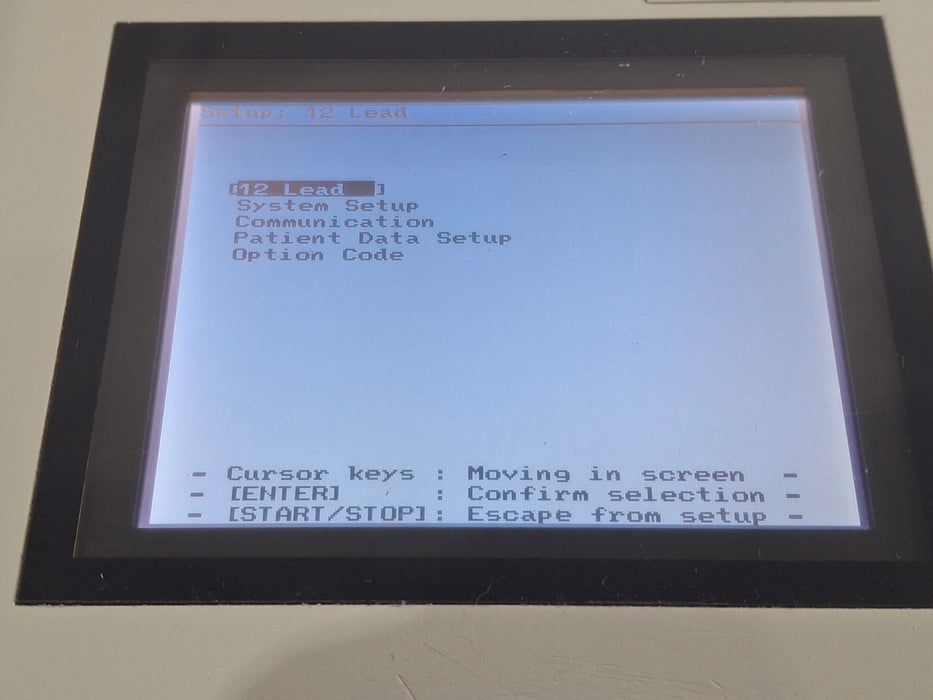 Setup: 12 Lead
[12 Lead ]
System Setup
Communication
Patient Data Setup
Option Code
- Cursor keys : Moving in screen -
- [ENTER] : Confirm selection -
- [START/STOP]: Escape from setup -